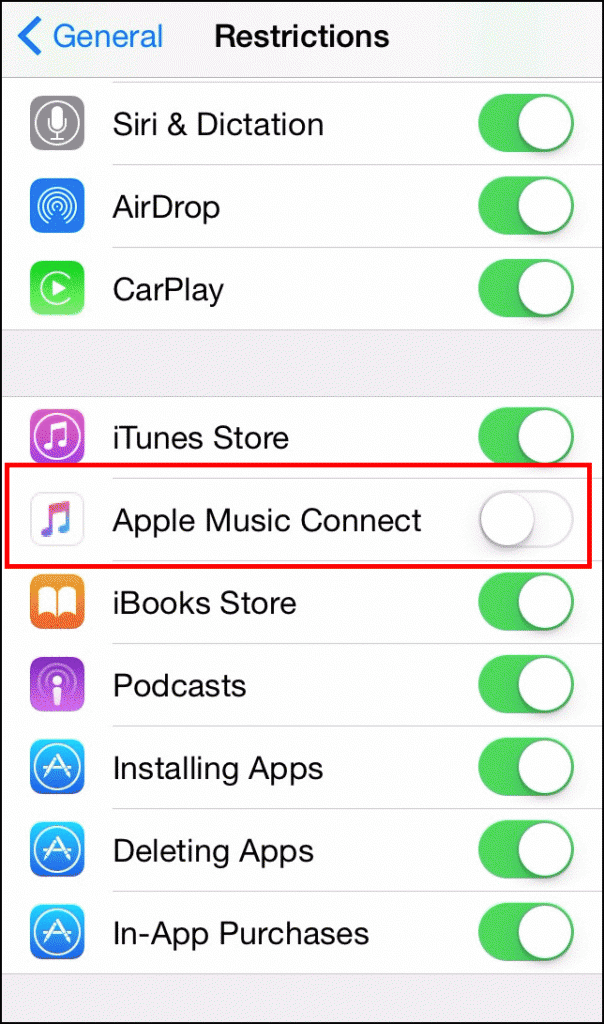 General Restrictions
Siri & Dictation
AirDrop
CarPlay
iTunes Store
Apple Music Connect
iBooks Store
Podcasts
Installing Apps
Deleting Apps
In-App Purchases